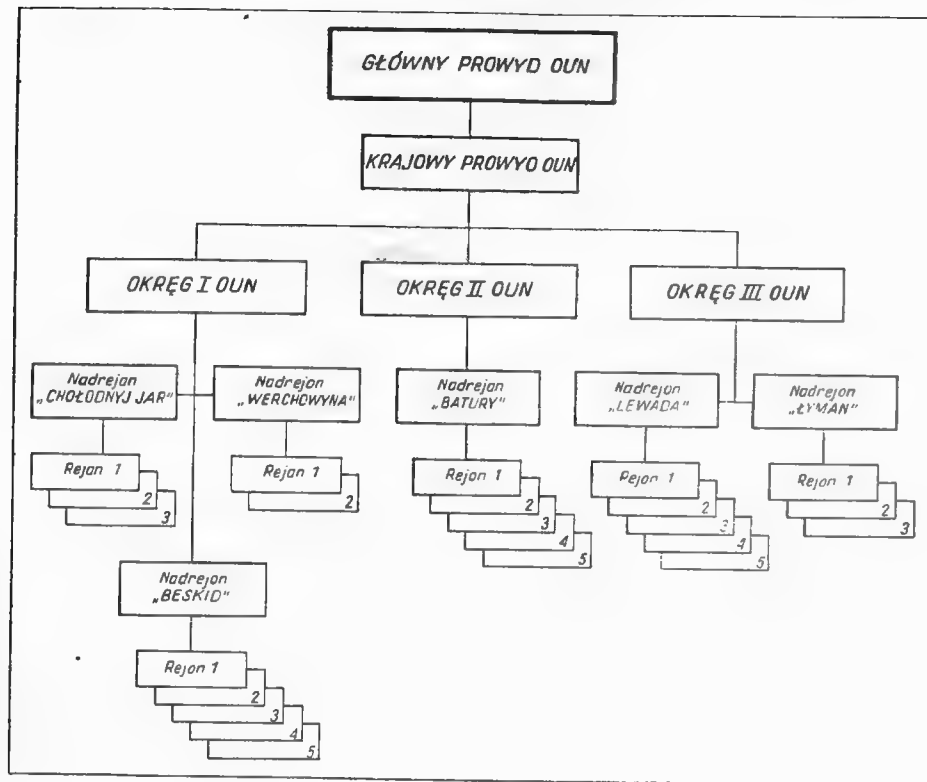 GŁÓWNY PROWYD OUN
KRAJOWY PROWYD OUN
OKRĘG I OUN
OKRĘG II OUN
OKRĘG III OUN
Nadrejon
„CHOŁODNYJ JAR"
Nadrejon
„WERCHOWYNA"
Nadrejon
„BATURY"
Nadrejon
„LEWADA"
Nadrejon
„ŁYMAN"
Rejon 1
2
3
Rejon 1
2
Rejon 1
2
3
4
5
Rejon 1
2
3
4
5
Rejon 1
2
3
Nadrejon
„BESKID"
Rejon 1
2
3
4
5